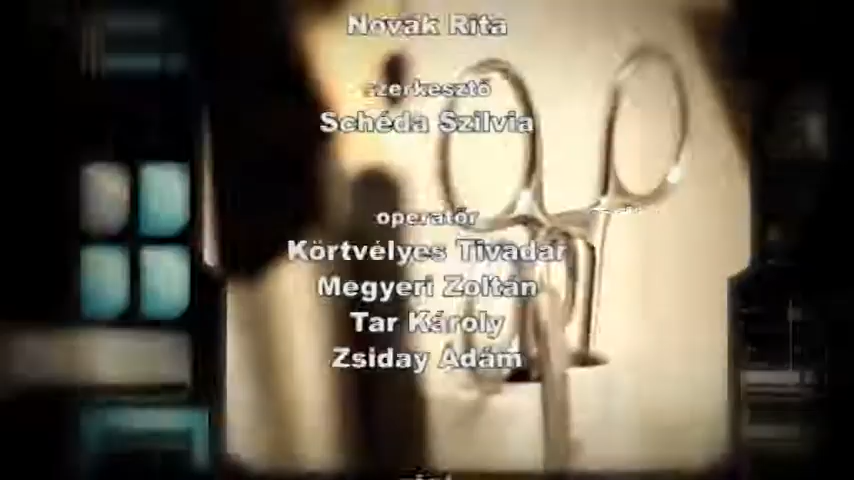 Novák Rita
szerkesztő
Schéda Szilvia
operatőr
Körtvélyes Tivadar
Megyeri Zoltán
Tar Károly
Zsiday Ádám